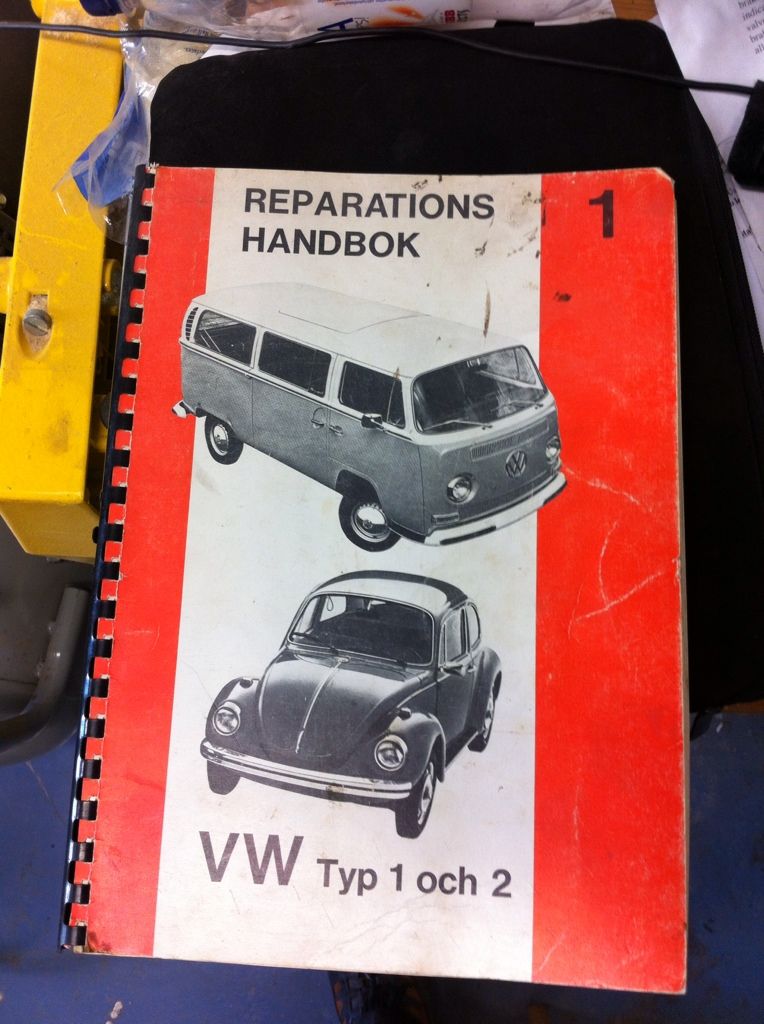 REPARATIONS
HANDBOK
1
VW Typ 1 och 2